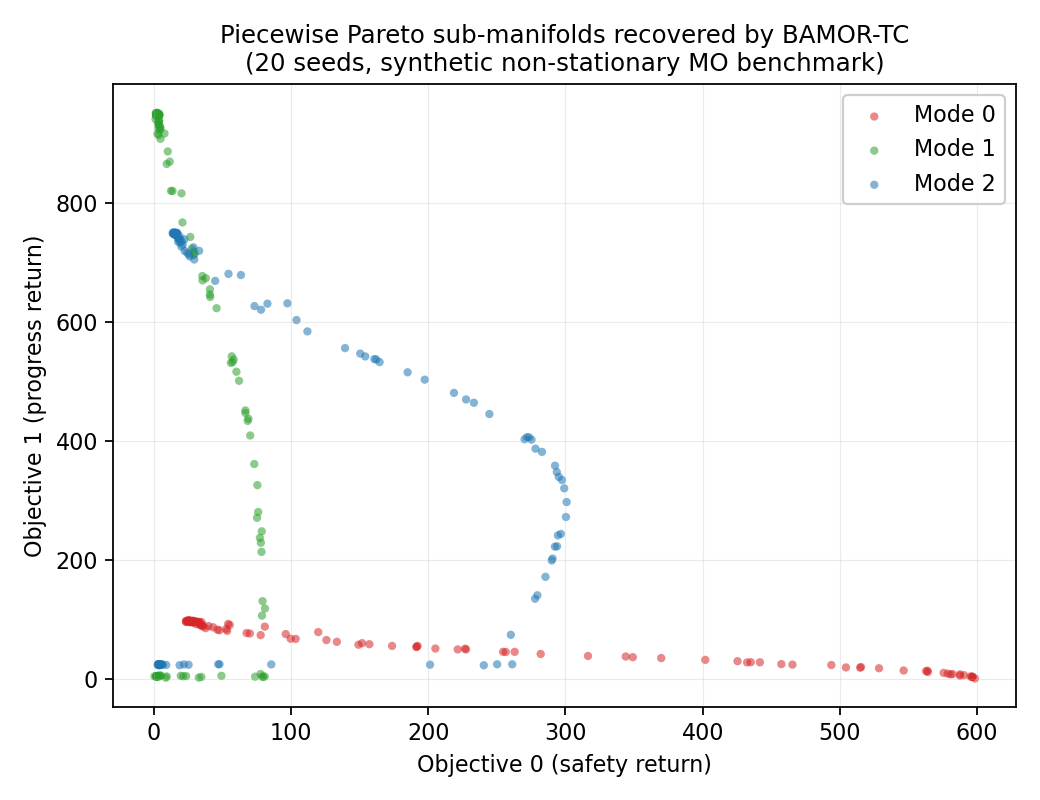 Piecewise Pareto sub-manifolds recovered by BAMOR-TC
(20 seeds, synthetic non-stationary MO benchmark)
Mode 0
Mode 1
Mode 2
Objective 1 (progress return)
800
600
400
200
0
0 100 200 300 400 500 600
Objective 0 (safety return)